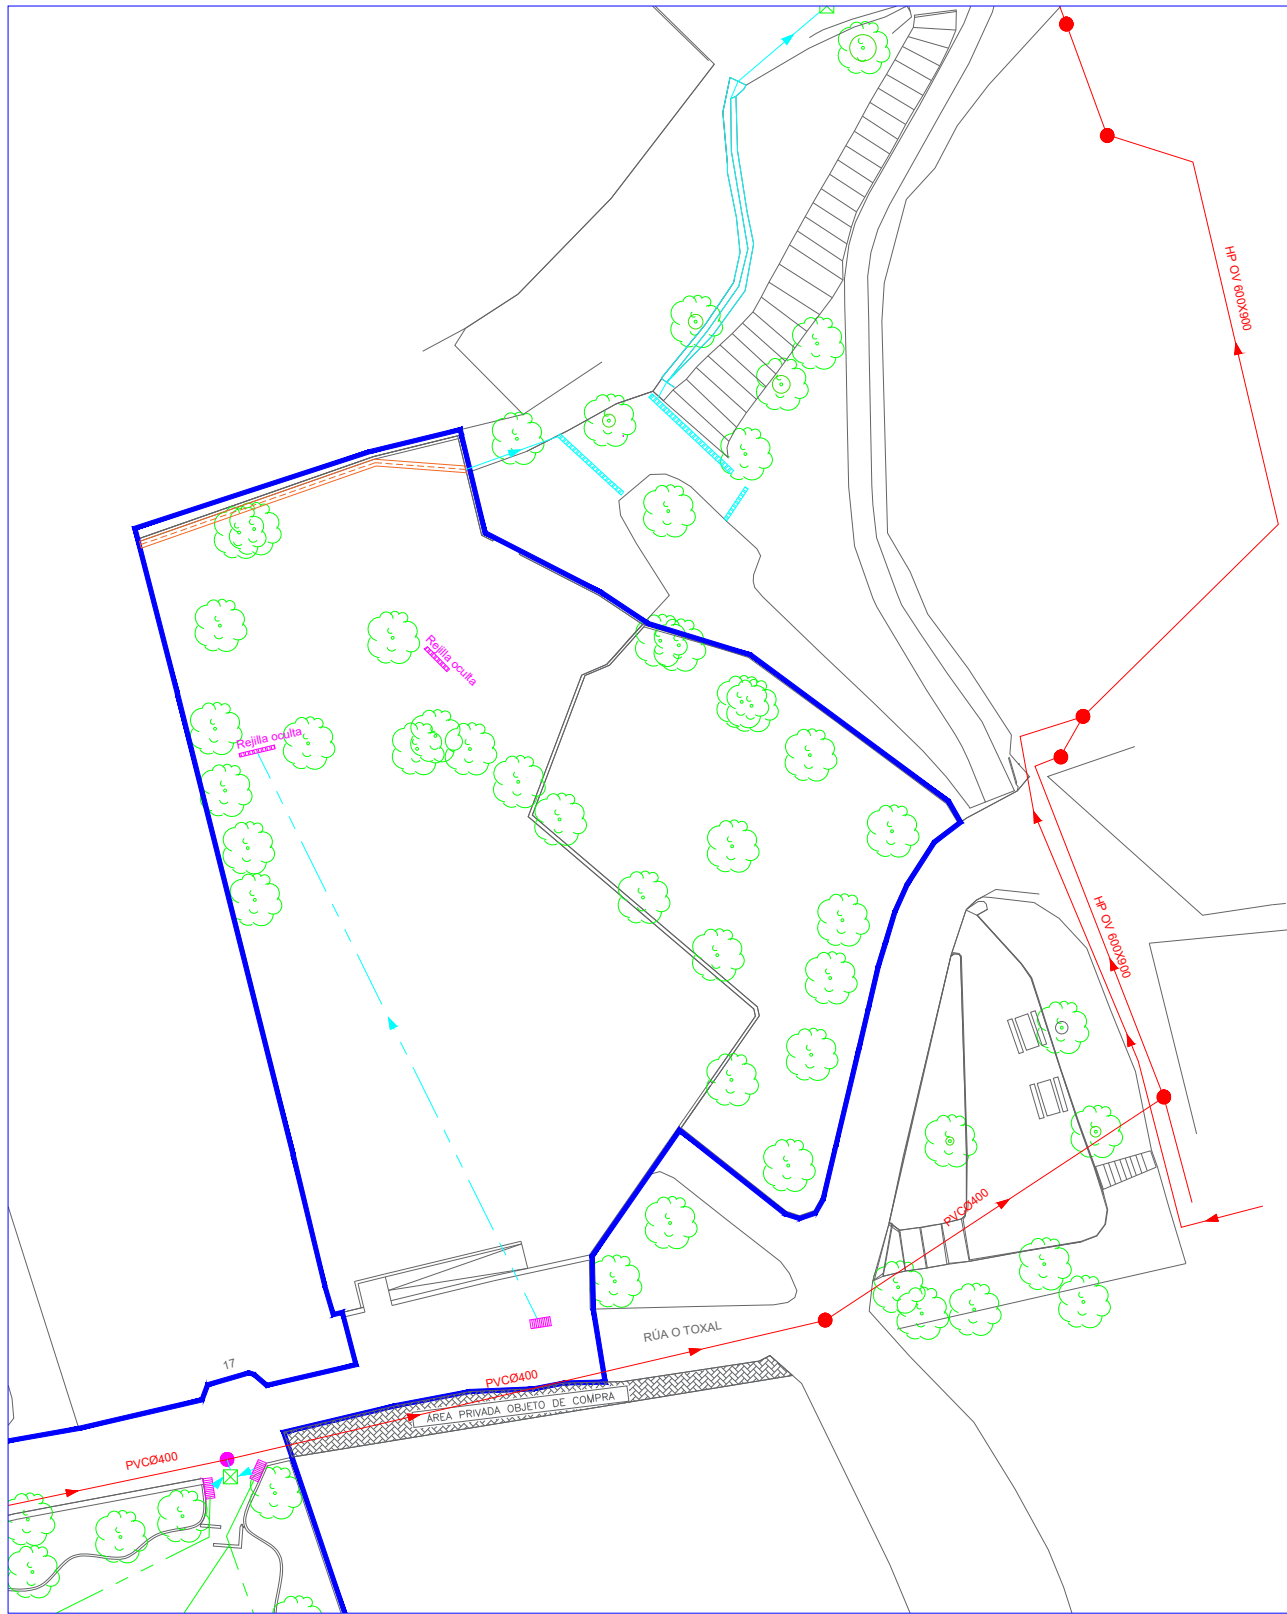 HP OV 600X900
Rejilla oculta
Rejilla oculta
HP OV 600X900
PVCØ400
RÚA O TOXAL
17
PVCØ400
ÁREA PRIVADA OBJETO DE COMPRA
PVCØ400